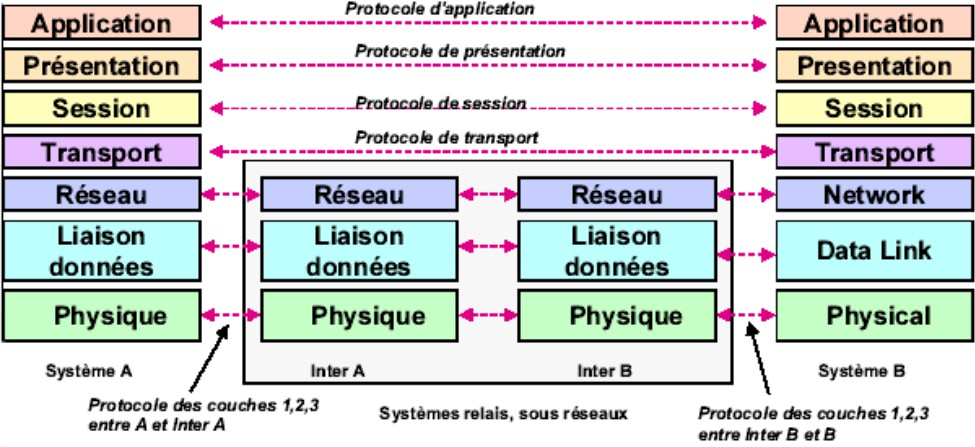 Application Protocole d'application Application
Présentation Protocole de présentation Presentation
Session Protocole de session Session
Transport Protocole de transport Transport
Réseau Réseau Réseau Network
Liaison données Liaison données Liaison données Data Link
Physique Physique Physique Physical
Système A Inter A Inter B Système B
Protocole des couches 1,2,3
entre A et Inter A
Systèmes relais, sous réseaux
Protocole des couches 1,2,3
entre Inter B et B